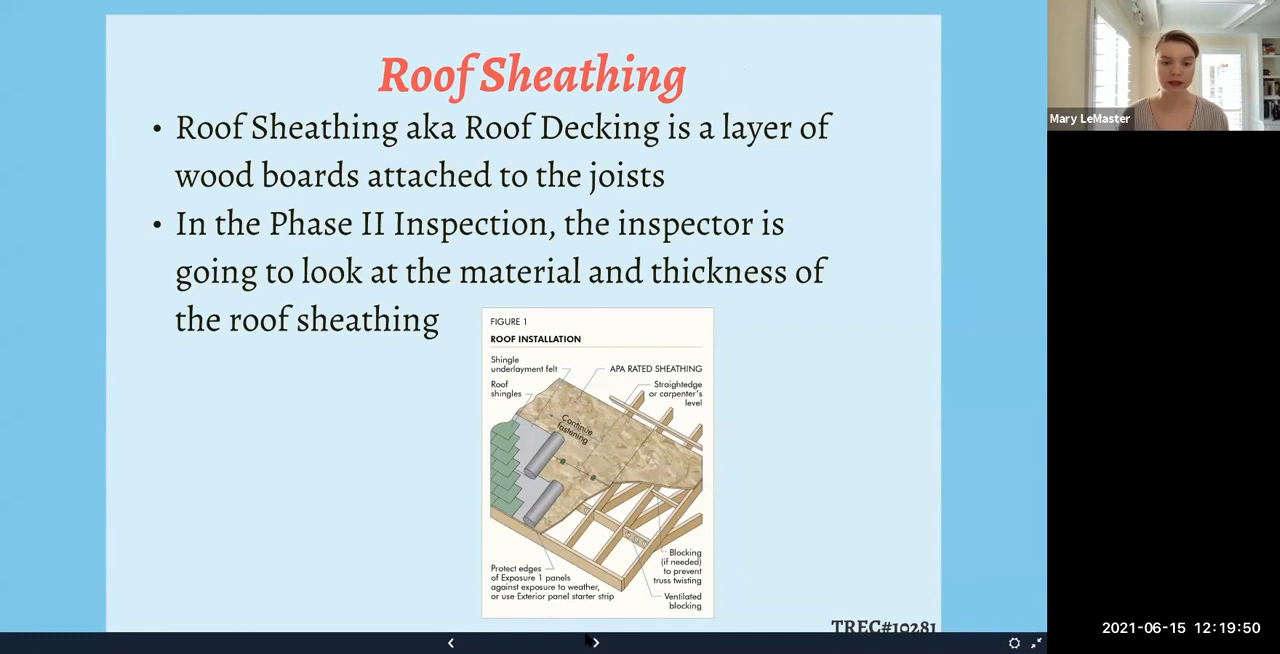 Roof Sheathing
• Roof Sheathing aka Roof Decking is a layer of
wood boards attached to the joists
• In the Phase II Inspection, the inspector is
going to look at the material and thickness of
the roof sheathing
FIGURE 1
ROOF INSTALLATION
Shingle
underlayment felt
APA RATED SHEATHING
Roof
shingles
Straightedge
or carpenter's
level
Continue
fastening
Blocking
(if needed)
to prevent
truss twisting
Protect edges
of Exposure 1 panels
against exposure to weather,
or use Exterior panel starter strip
Ventilated
blocking
TREC#10281
Mary LeMaster
2021-06-15 12:19:50